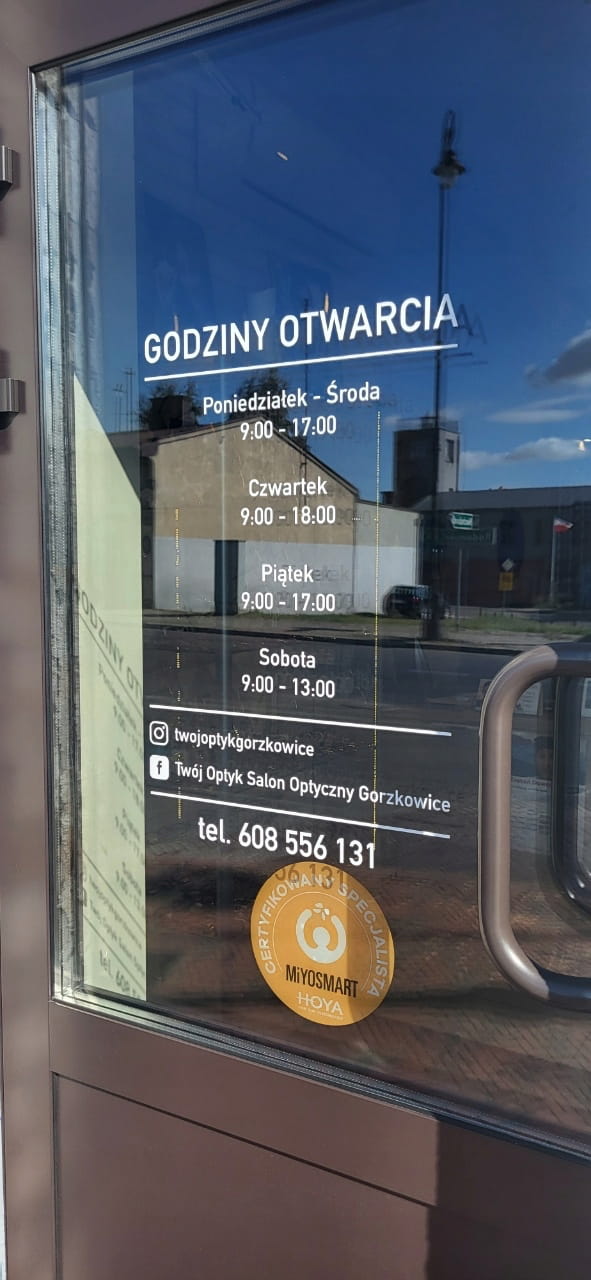 GODZINY OTWARCIA
Poniedziałek - Środa
9:00 - 17:00
Czwartek
9:00 - 18:00
Piątek
9:00 - 17:00
Sobota
9:00 - 13:00
twojoptykgorzkowice
Twój Optyk Salon Optyczny Gorzkowice
tel. 608 556 131
CERTYFIKOWANY SPECJALISTA
MiYOSMART
HOYA